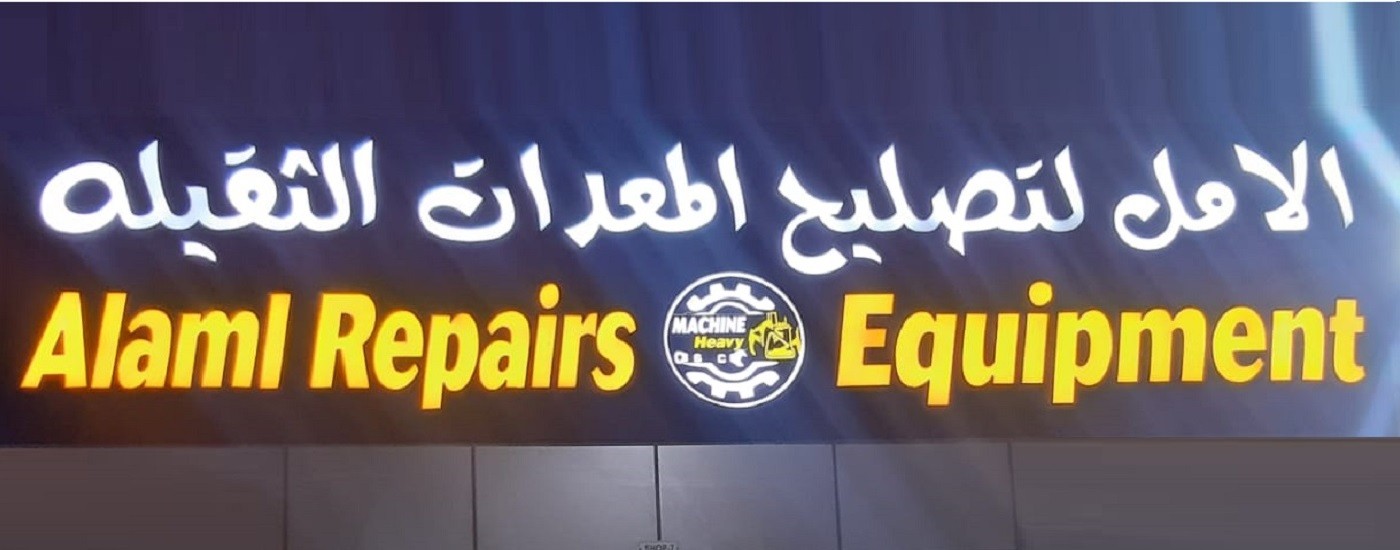 الامل لتصليح المعدات الثقيله
Alaml Repairs Equipment
MACHINE
Heavy